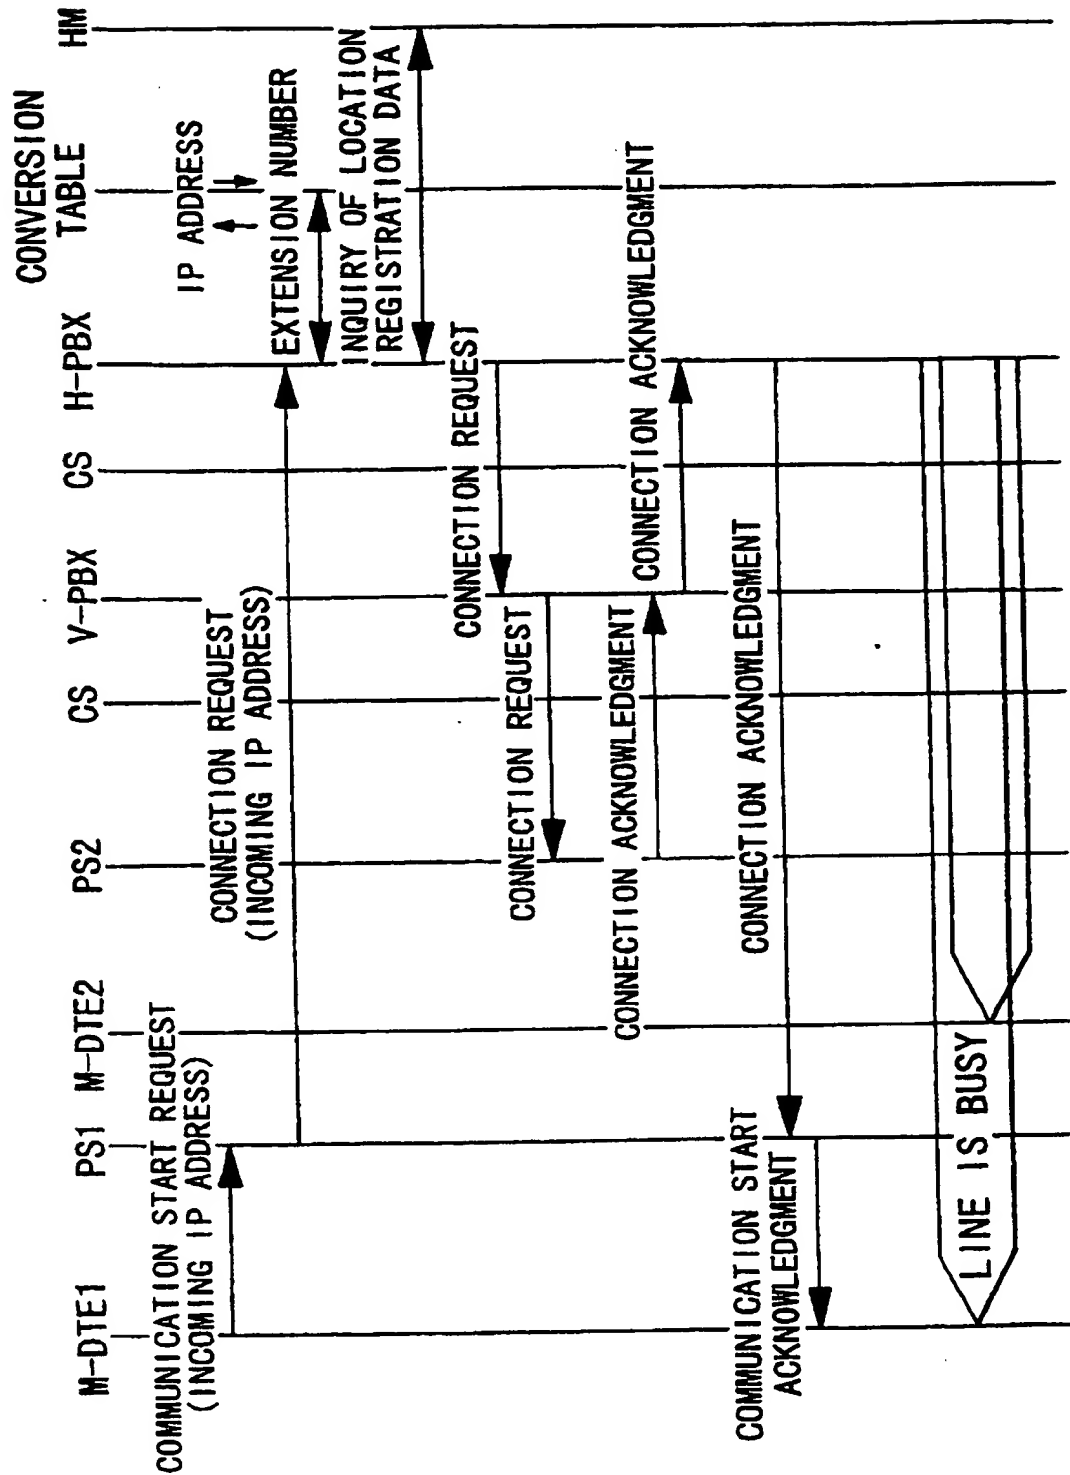 M-DTE1
PS1
M-DTE2
PS2
CS
V-PBX
CS
H-PBX
CONVERSION
TABLE
HM
COMMUNICATION START REQUEST
(INCOMING IP ADDRESS)
CONNECTION REQUEST
(INCOMING IP ADDRESS)
IP ADDRESS
EXTENSION NUMBER
INQUIRY OF LOCATION
REGISTRATION DATA
CONNECTION REQUEST
CONNECTION REQUEST
CONNECTION ACKNOWLEDGMENT
CONNECTION ACKNOWLEDGMENT
CONNECTION ACKNOWLEDGMENT
COMMUNICATION START
ACKNOWLEDGMENT
LINE IS BUSY